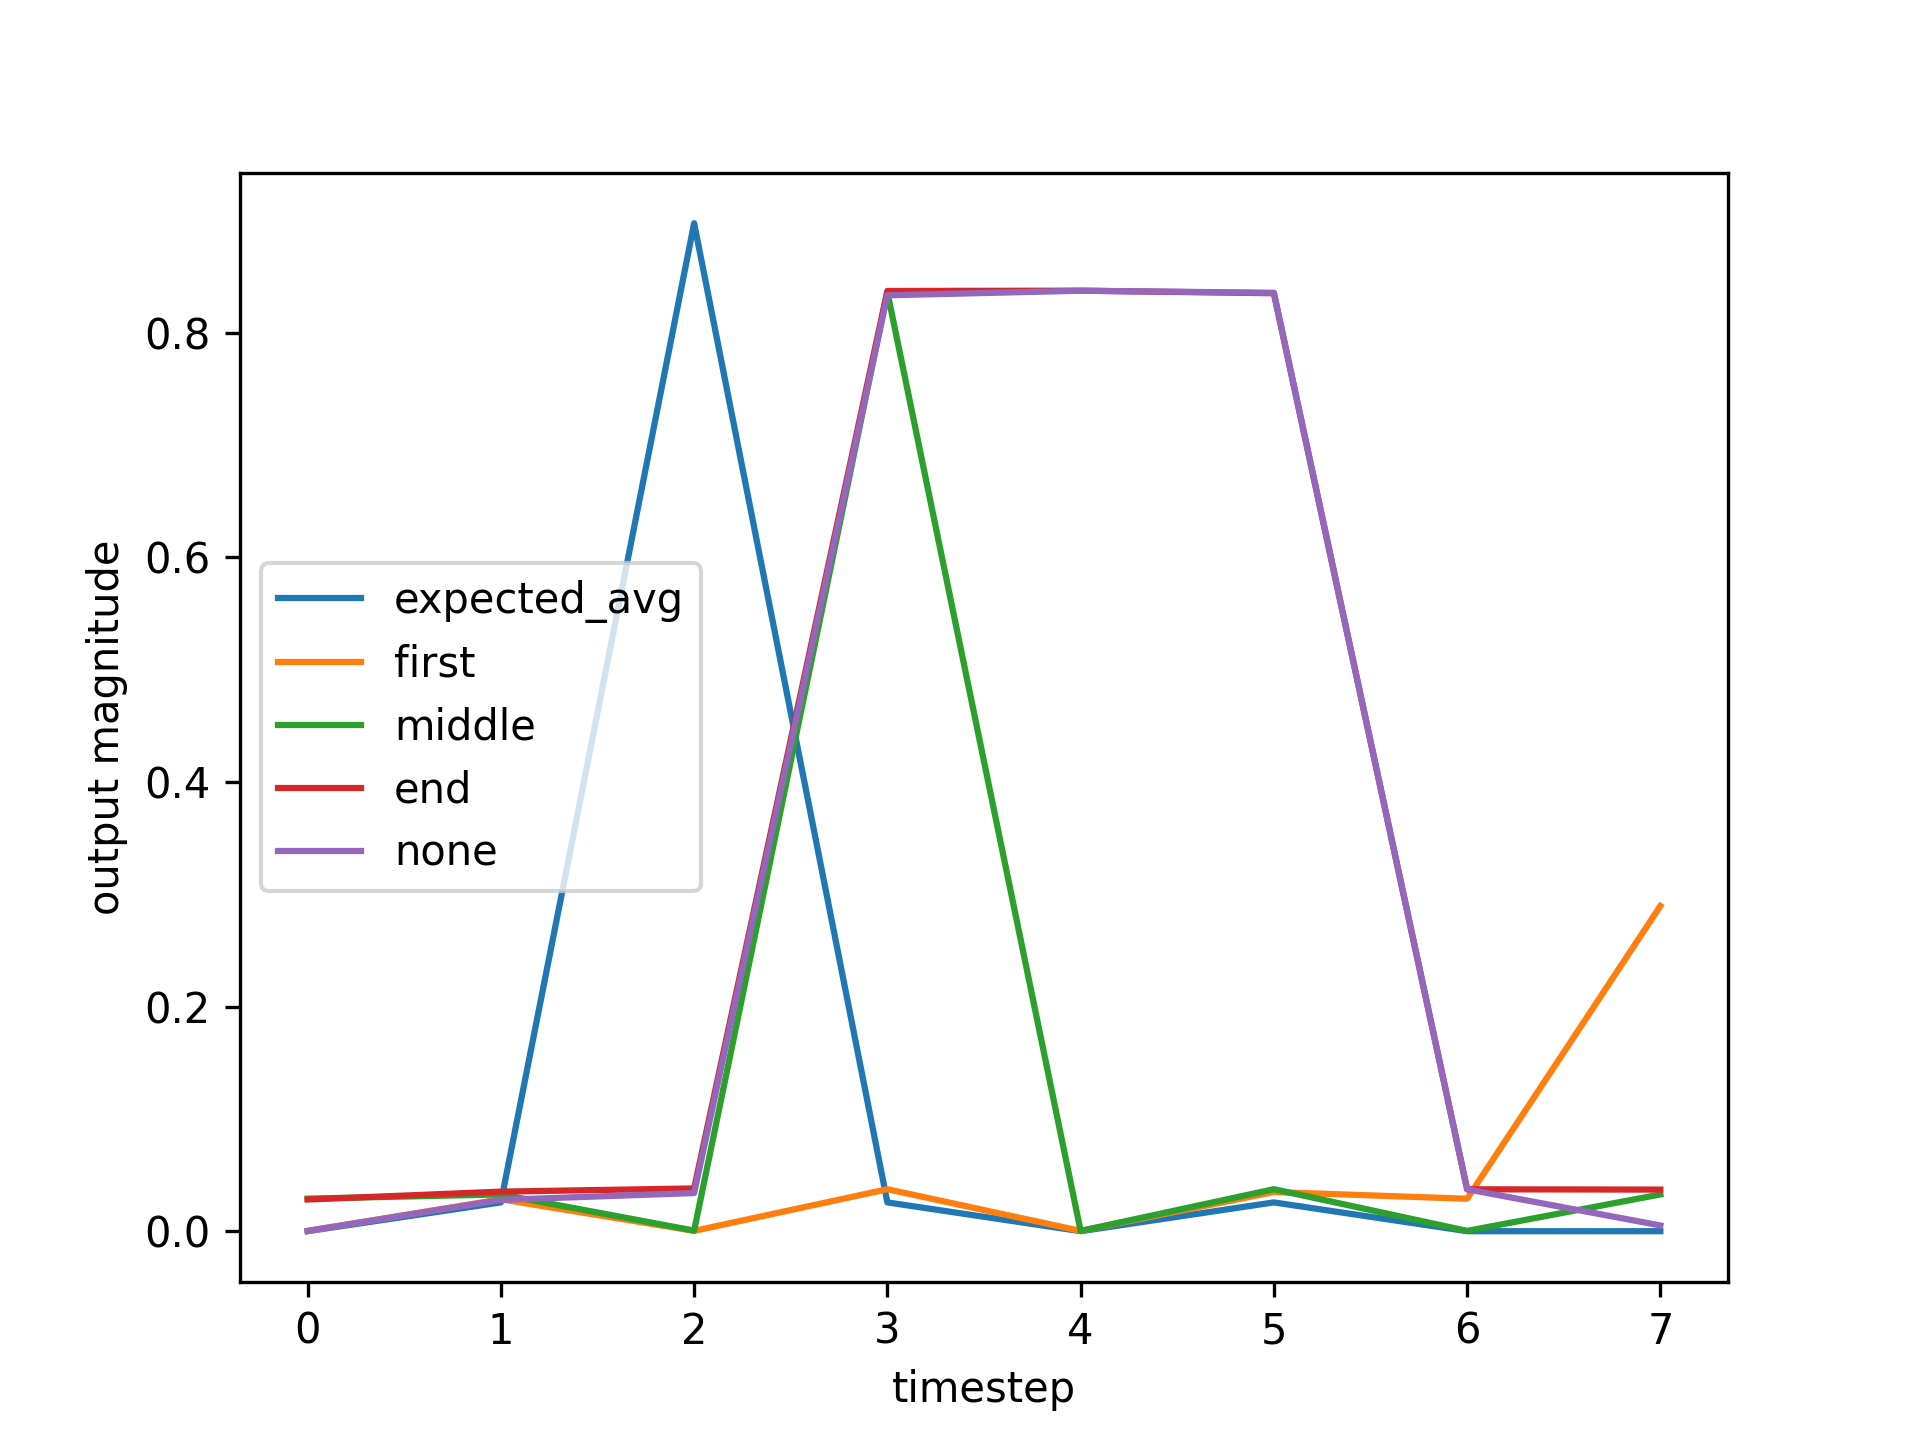 output magnitude
0.8
0.6
0.4
0.2
0.0
expected_avg
first
middle
end
none
0 1 2 3 4 5 6 7
timestep